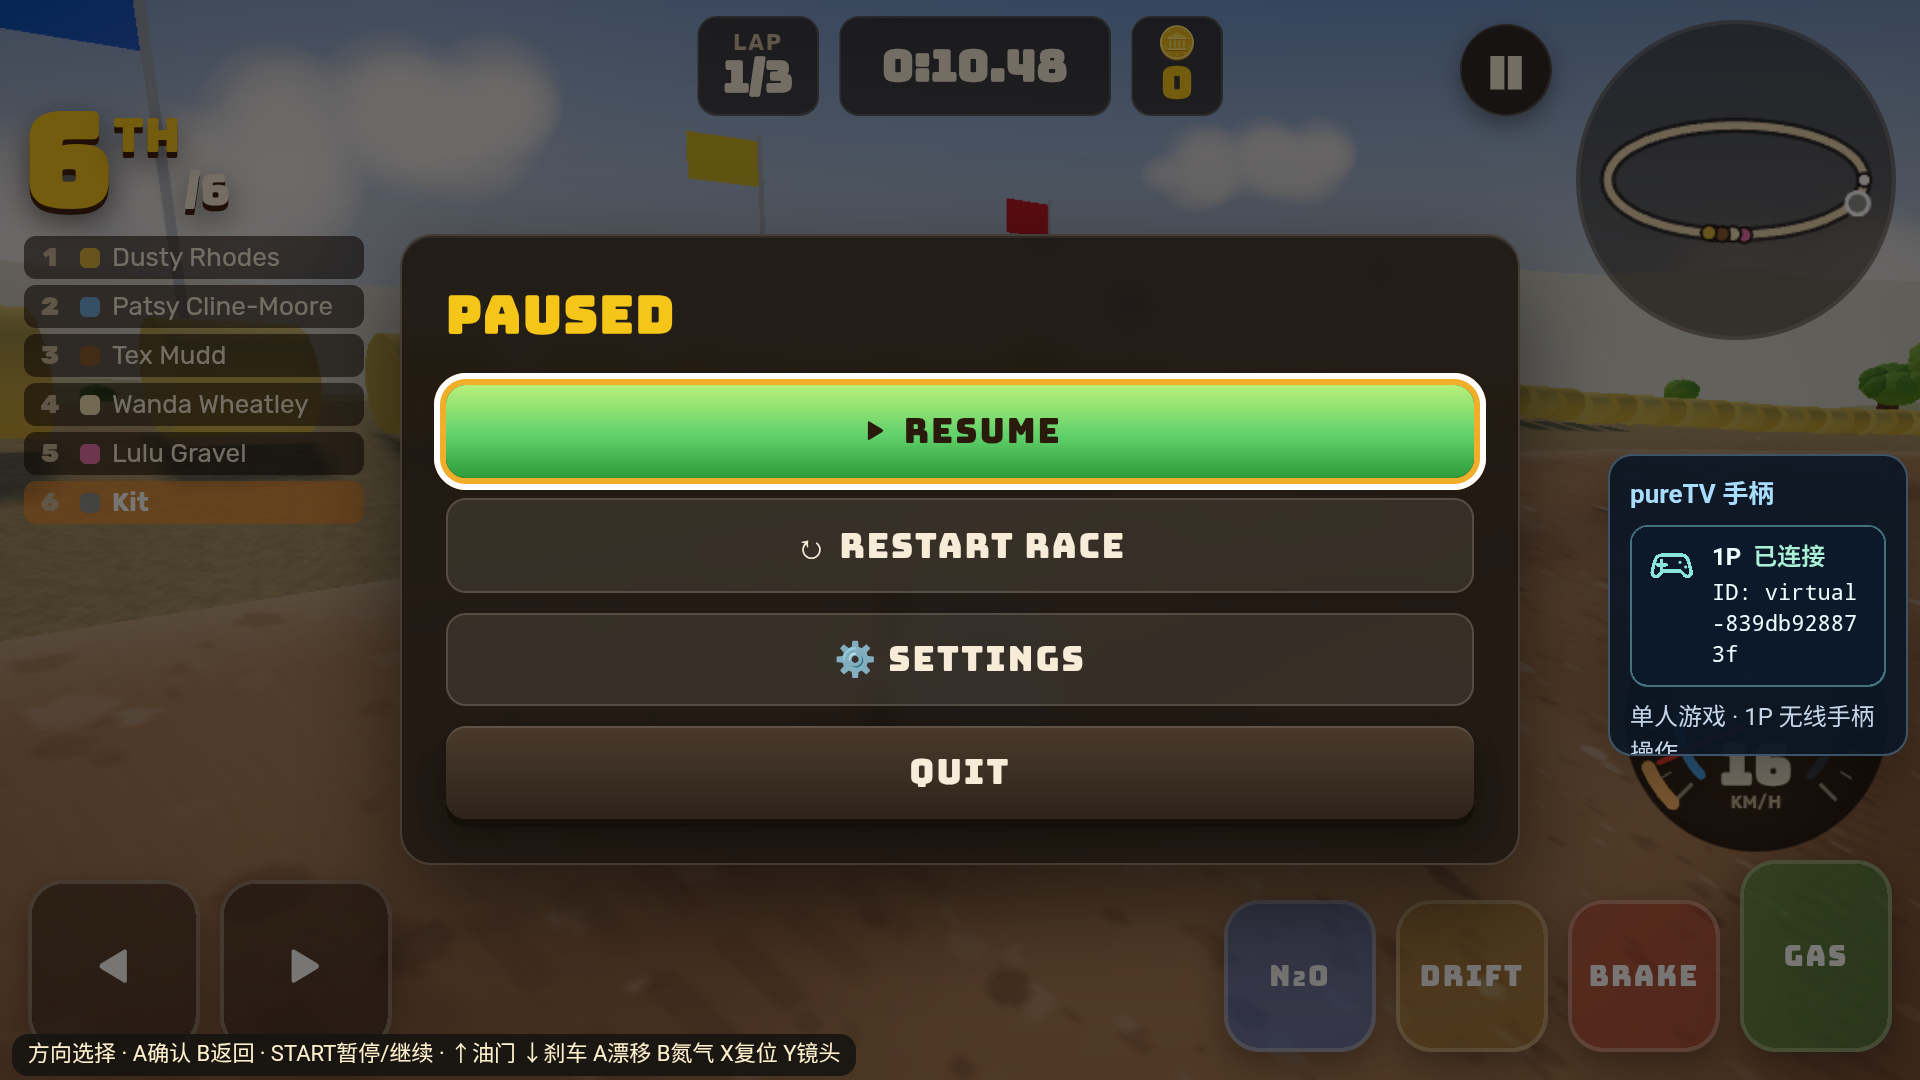 LAP
1/3
0:10.48
0
6TH
/6
1 Dusty Rhodes
2 Patsy Cline-Moore
3 Tex Mudd
4 Wanda Wheatley
5 Lulu Gravel
6 Kit
PAUSED
RESUME
RESTART RACE
SETTINGS
QUIT
pureTV 手柄
1P 已连接
ID: virtual
-839db92887
3f
单人游戏 · 1P 无线手柄
操作
16
KM/H
N2O
DRIFT
BRAKE
GAS
方向选择 · A确认 B返回 · START暂停/继续 · ↑油门 ↓刹车 A漂移 B氮气 X复位 Y镜头